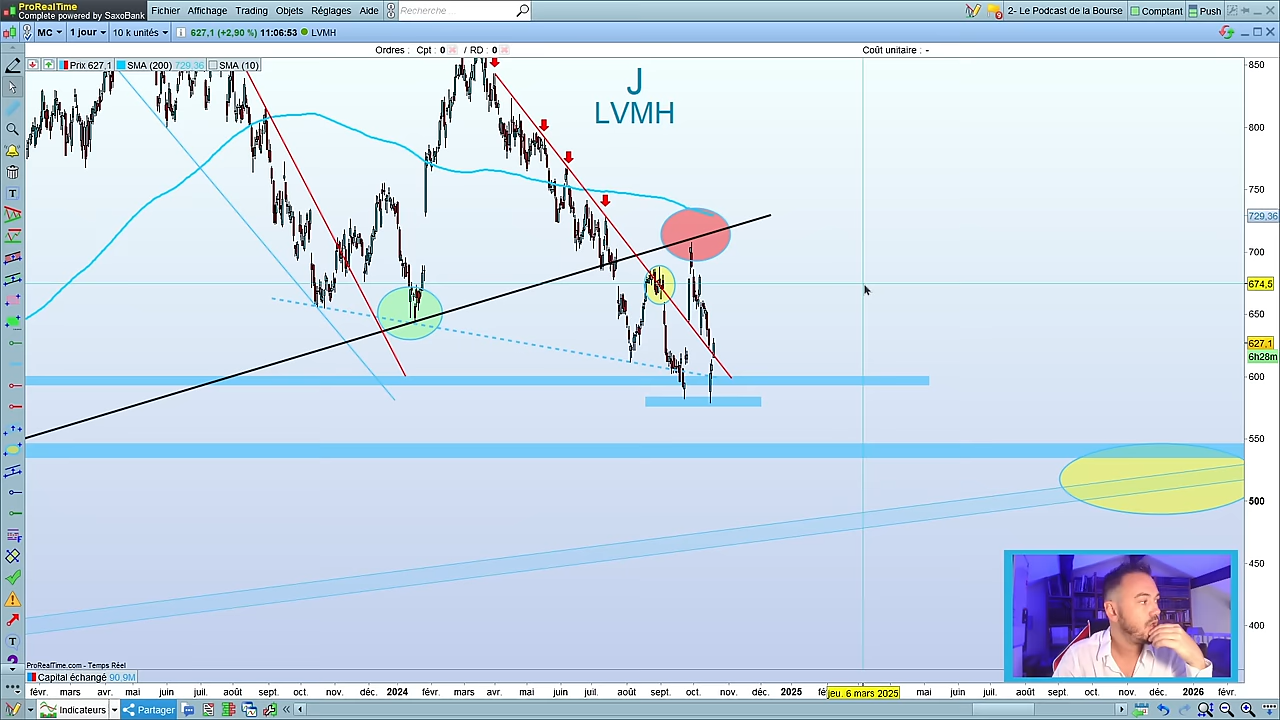 ProRealTime
Complete powered by SaxoBank
Fichier Affichage Trading Objets Réglages Aide Recherche...
2- Le Podcast de la Bourse Comptant Push
MC 1 jour 10 k unités 627,1 (+2,90 %) 11:06:53 LVMH
Ordres : Cpt : 0 / RD : 0 Coût unitaire : -
Prix 627,1 SMA (200) 729,36 SMA (10)
J
LVMH
850
800
750
729,36
700
674,5
650
627,1
6h28m
600
550
500
450
400
ProRealTime.com - Temps Réel
Capital échangé 90,9M
févr. mars avr. mai juin juil. août sept. oct. nov. déc. 2024 févr. mars avr. mai juin juil. août sept. oct. nov. déc. 2025 jeu. 6 mars 2025 mai juin juil. août sept. oct. nov. déc. 2026 févr.
Indicateurs Partager